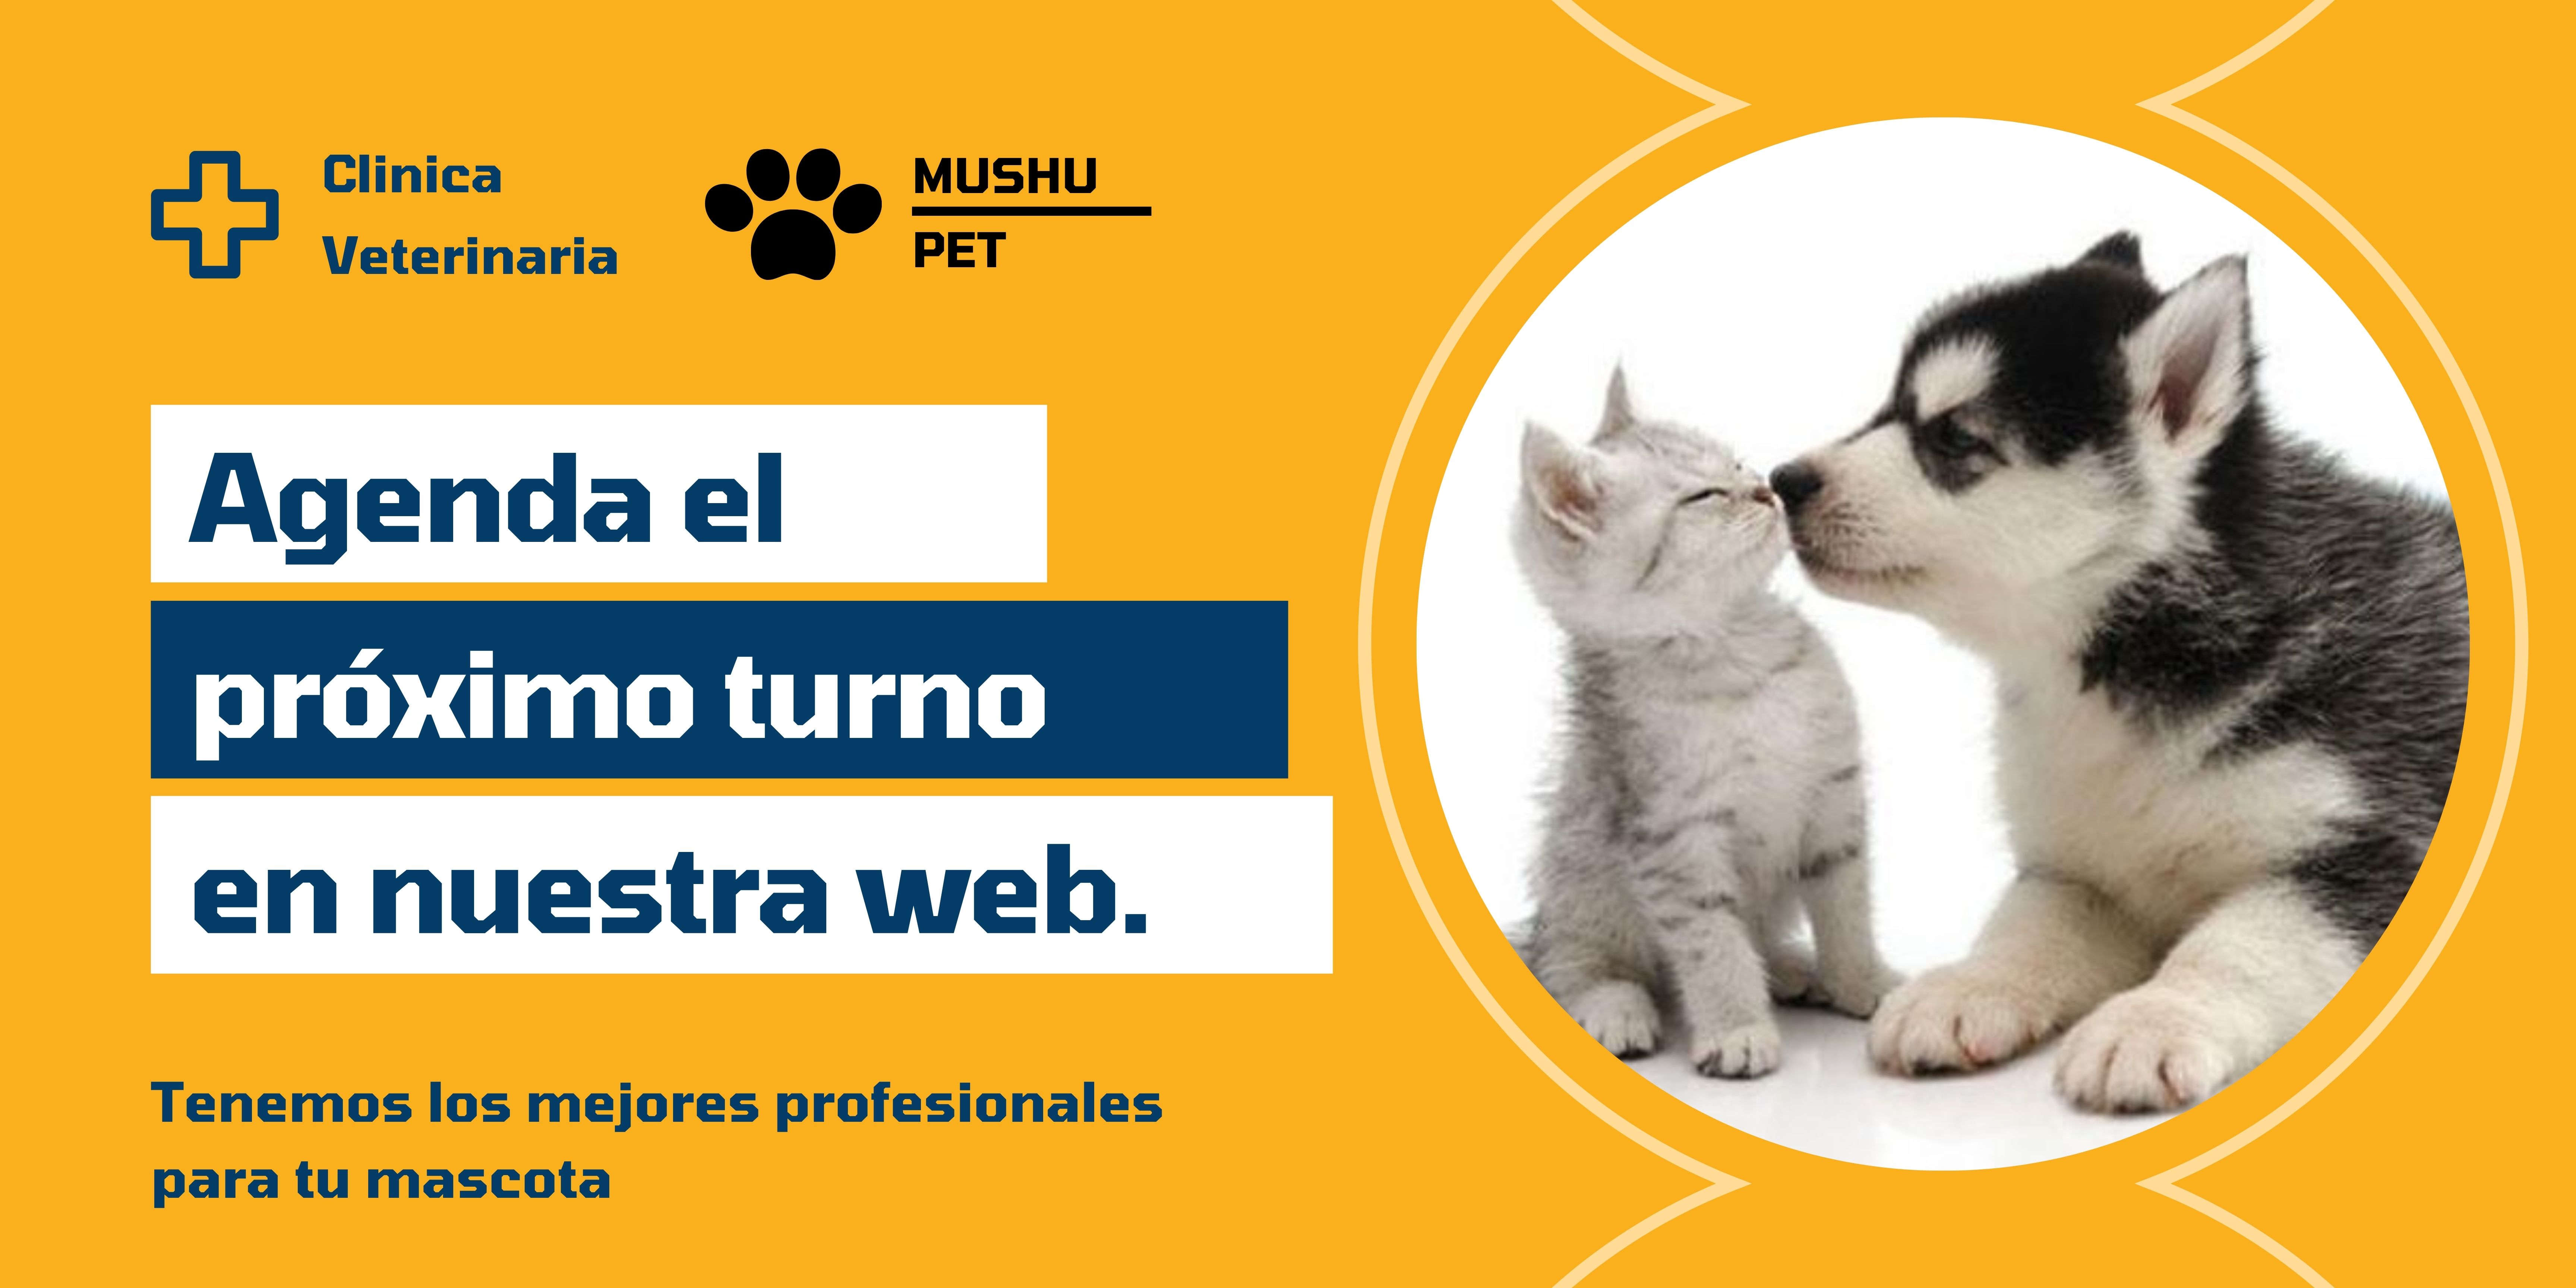 Clinica
Veterinaria
MUSHU
PET
Agenda el
próximo turno
en nuestra web.
Tenemos los mejores profesionales
para tu mascota